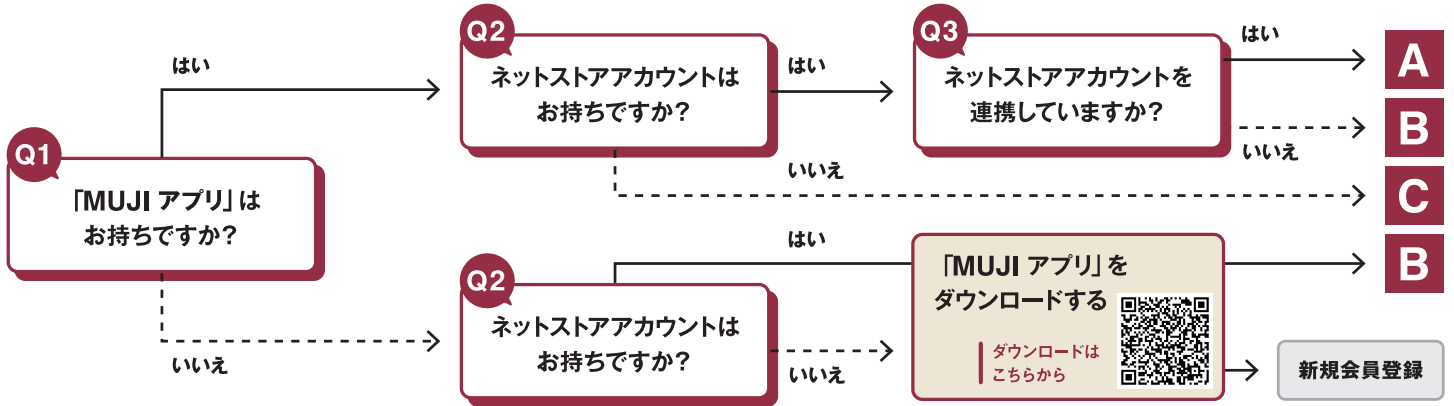 Q1
「MUJI アプリ」は
お持ちですか？
はい
Q2
ネットストアアカウントは
お持ちですか？
はい
Q3
ネットストアアカウントを
連携していますか？
はい
A
いいえ
B
いいえ
C
いいえ
Q2
ネットストアアカウントは
お持ちですか？
はい
「MUJI アプリ」を
ダウンロードする
ダウンロードは
こちらから
B
いいえ
新規会員登録